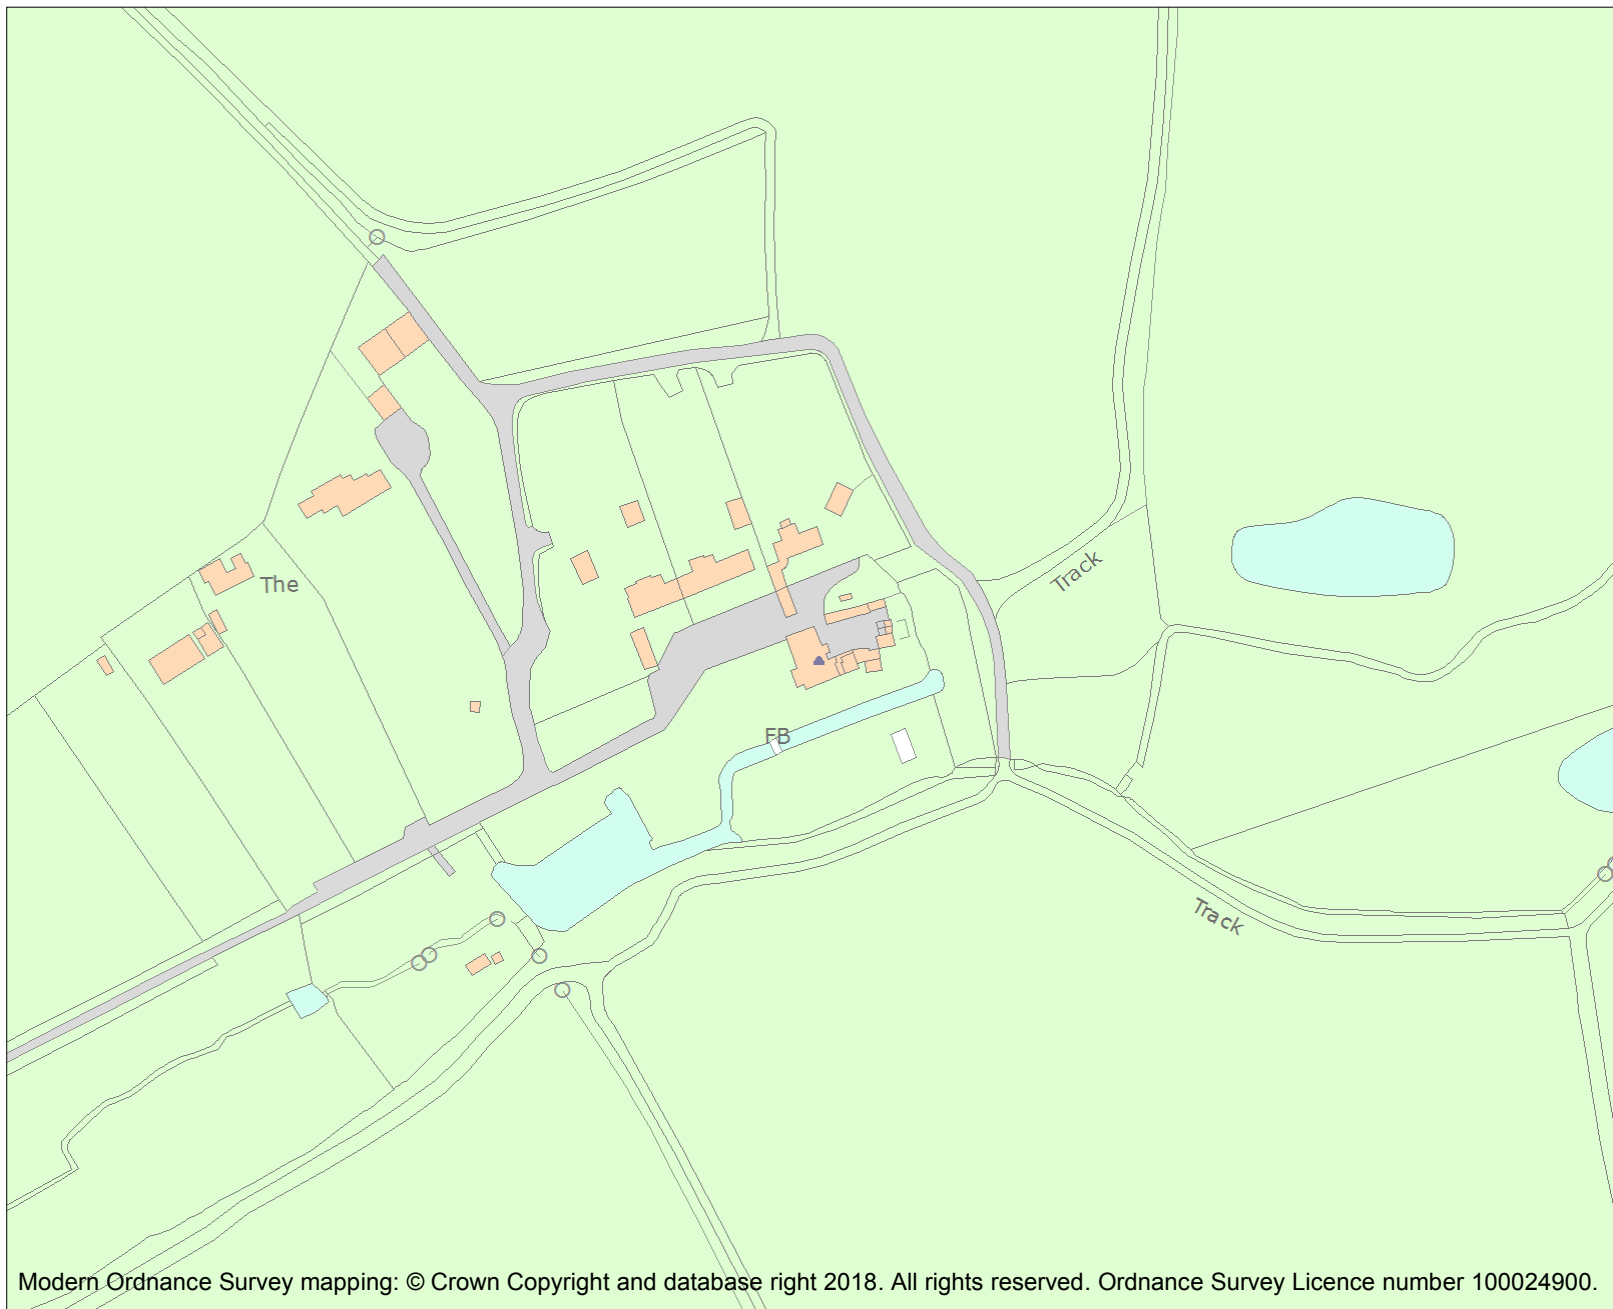 Track
The
FB
Track
Modern Ordnance Survey mapping: © Crown Copyright and database right 2018. All rights reserved. Ordnance Survey Licence number 100024900.